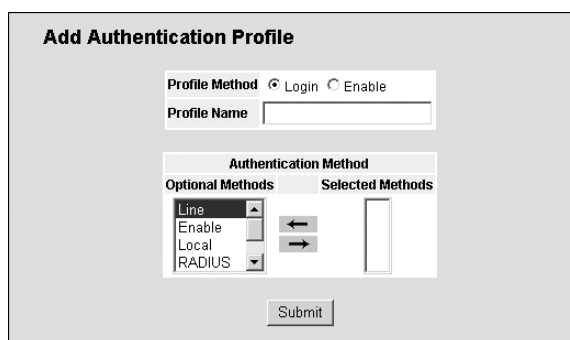 Add Authentication Profile
Profile Method Login Enable
Profile Name
Authentication Method
Optional Methods Selected Methods
Line
Enable
Local
RADIUS
Submit